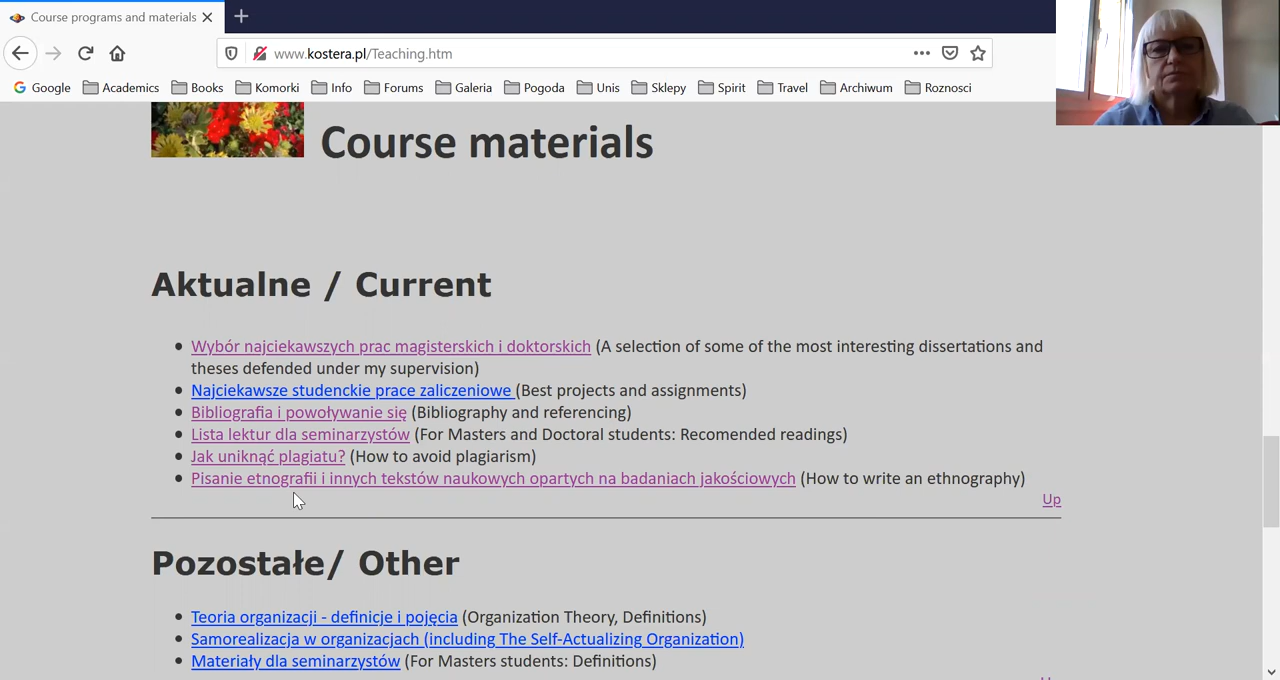 Course programs and materials
www.kostera.pl/Teaching.htm
Google Academics Books Komorki Info Forums Galeria Pogoda Unis Sklepy Spirit Travel Archiwum Roznosci
Course materials
Aktualne / Current
Wybór najciekawszych prac magisterskich i doktorskich (A selection of some of the most interesting dissertations and
theses defended under my supervision)
Najciekawsze studenckie prace zaliczeniowe (Best projects and assignments)
Bibliografia i powoływanie się (Bibliography and referencing)
Lista lektur dla seminarzystów (For Masters and Doctoral students: Recomended readings)
Jak uniknąć plagiatu? (How to avoid plagiarism)
Pisanie etnografii i innych tekstów naukowych opartych na badaniach jakościowych (How to write an ethnography)
Up
Pozostałe/ Other
Teoria organizacji - definicje i pojęcia (Organization Theory, Definitions)
Samorealizacja w organizacjach (including The Self-Actualizing Organization)
Materiały dla seminarzystów (For Masters students: Definitions)